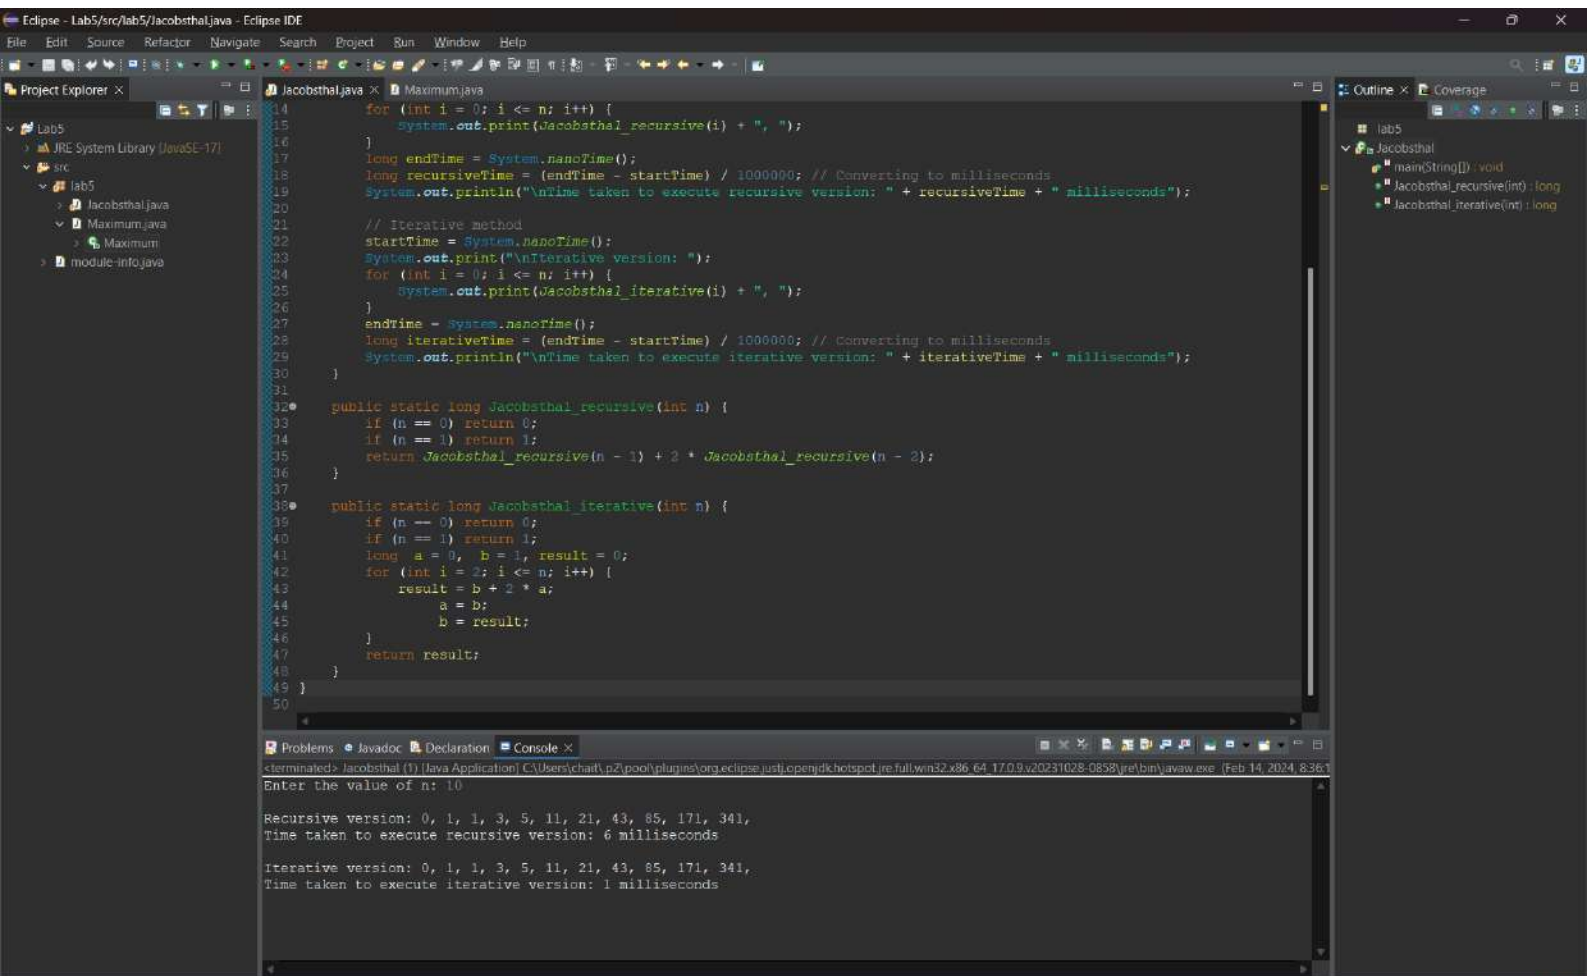 Eclipse - Lab5/src/lab5/Jacobsthal.java - Eclipse IDE
File Edit Source Refactor Navigate Search Project Run Window Help
Project Explorer
Lab5
JRE System Library [JavaSE-17]
src
lab5
Jacobsthal.java
Maximum.java
Maximum
module-info.java
Jacobsthal.java Maximum.java
14 for (int i = 0; i <= n; i++) {
15 System.out.print(Jacobsthal_recursive(i) + ", ");
16 }
17 long endTime = System.nanoTime();
18 long recursiveTime = (endTime - startTime) / 1000000; // Converting to milliseconds
19 System.out.println("\nTime taken to execute recursive version: " + recursiveTime + " milliseconds");
20
21 // Iterative method
22 startTime = System.nanoTime();
23 System.out.print("\nIterative version: ");
24 for (int i = 0; i <= n; i++) {
25 System.out.print(Jacobsthal_iterative(i) + ", ");
26 }
27 endTime = System.nanoTime();
28 long iterativeTime = (endTime - startTime) / 1000000; // Converting to milliseconds
29 System.out.println("\nTime taken to execute iterative version: " + iterativeTime + " milliseconds");
30 }
31
32 public static long Jacobsthal_recursive(int n) {
33 if (n == 0) return 0;
34 if (n == 1) return 1;
35 return Jacobsthal_recursive(n - 1) + 2 * Jacobsthal_recursive(n - 2);
36 }
37
38 public static long Jacobsthal_iterative(int n) {
39 if (n == 0) return 0;
40 if (n == 1) return 1;
41 long a = 0, b = 1, result = 0;
42 for (int i = 2; i <= n; i++) {
43 result = b + 2 * a;
44 a = b;
45 b = result;
46 }
47 return result;
48 }
49 }
50
Outline Coverage
lab5
Jacobsthal
main(String[]) : void
Jacobsthal_recursive(int) : long
Jacobsthal_iterative(int) : long
Problems Javadoc Declaration Console
<terminated> Jacobsthal (1) [Java Application] C:\Users\chait\.p2\pool\plugins\org.eclipse.justj.openjdk.hotspot.jre.full.win32.x86_64_17.0.9.v20231028-0858\jre\bin\javaw.exe (Feb 14, 2024, 8:36:1
Enter the value of n: 10
Recursive version: 0, 1, 1, 3, 5, 11, 21, 43, 85, 171, 341,
Time taken to execute recursive version: 6 milliseconds
Iterative version: 0, 1, 1, 3, 5, 11, 21, 43, 85, 171, 341,
Time taken to execute iterative version: 1 milliseconds